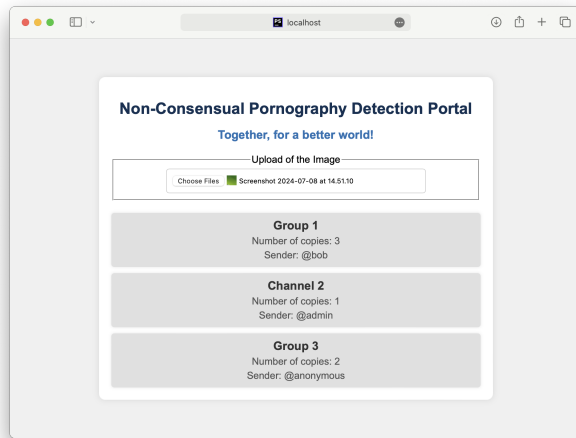 PS localhost
Non-Consensual Pornography Detection Portal
Together, for a better world!
Upload of the Image
Choose Files Screenshot 2024-07-08 at 14.51.10
Group 1
Number of copies: 3
Sender: @bob
Channel 2
Number of copies: 1
Sender: @admin
Group 3
Number of copies: 2
Sender: @anonymous